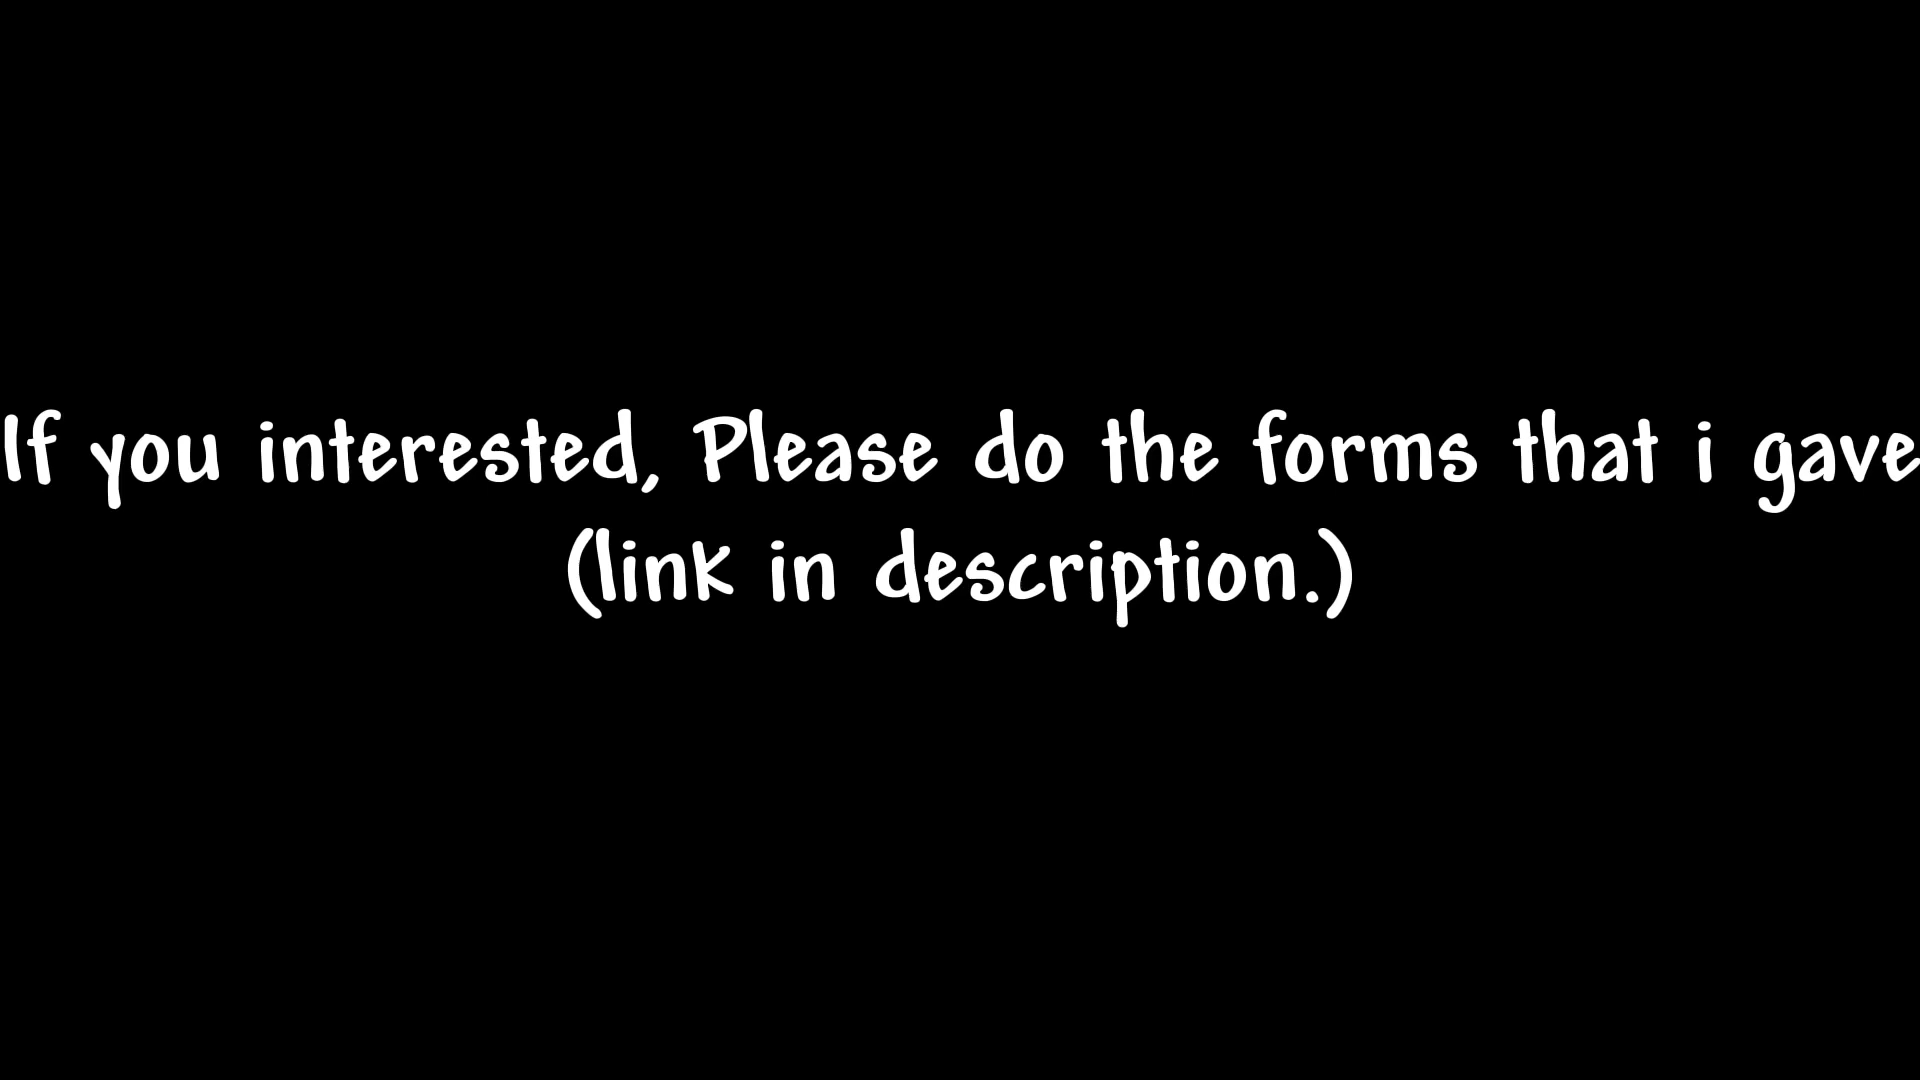 If you interested, Please do the forms that i gave
(link in description.)